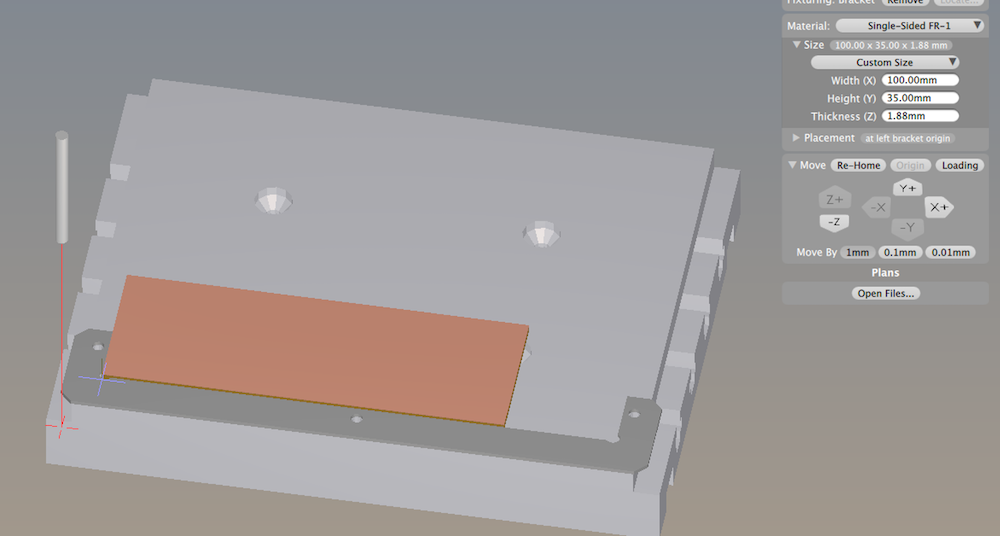 Fixturing: Bracket Remove Locate...
Material: Single-Sided FR-1
Size 100.00 x 35.00 x 1.88 mm
Custom Size
Width (X) 100.00mm
Height (Y) 35.00mm
Thickness (Z) 1.88mm
Placement at left bracket origin
Move Re-Home Origin Loading
Z+ Y+
-X X+
-Z -Y
Move By 1mm 0.1mm 0.01mm
Plans
Open Files...